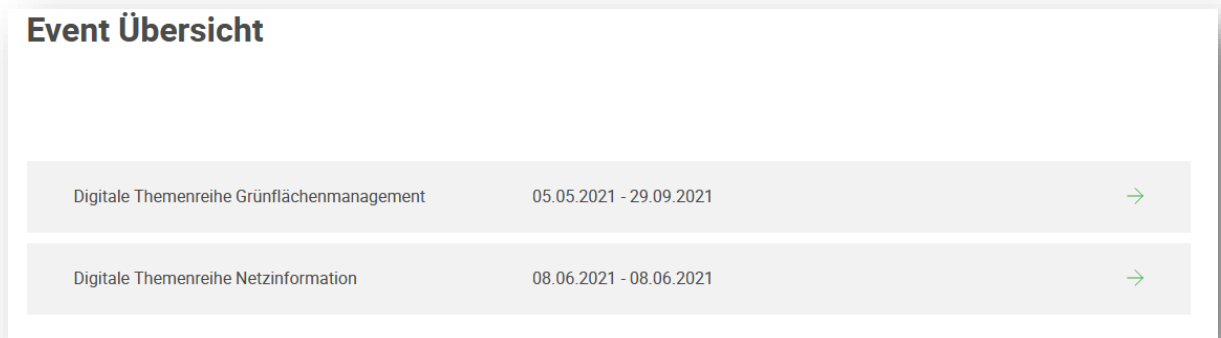 Event Übersicht
Digitale Themenreihe Grünflächenmanagement 05.05.2021 - 29.09.2021
Digitale Themenreihe Netzinformation 08.06.2021 - 08.06.2021